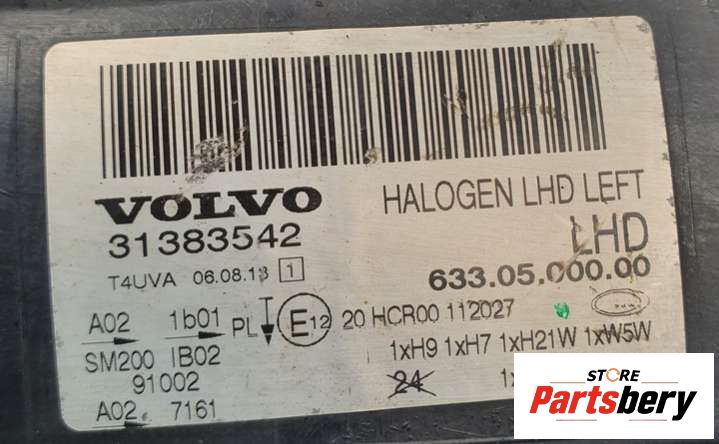 VOLVO HALOGEN LHD LEFT
31383542 LHD
T4UVA 06.08.13 1 633.05.000.00
A02 1b01 PL E12 20 HCR00 112027
SM200 IB02 1xH9 1xH7 1xH21W 1xW5W
91002 24
A02 7161
STORE
Partsbery